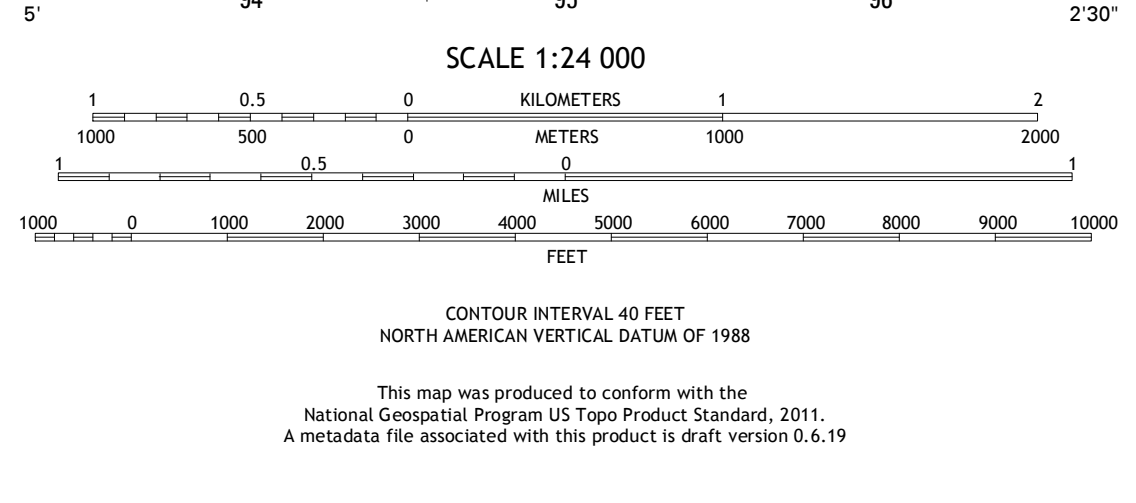 94 95 96
5' 2'30"
SCALE 1:24 000
1 0.5 0 KILOMETERS 1 2
1000 500 0 METERS 1000 2000
1 0.5 0 1
MILES
1000 0 1000 2000 3000 4000 5000 6000 7000 8000 9000 10000
FEET
CONTOUR INTERVAL 40 FEET
NORTH AMERICAN VERTICAL DATUM OF 1988
This map was produced to conform with the
National Geospatial Program US Topo Product Standard, 2011.
A metadata file associated with this product is draft version 0.6.19